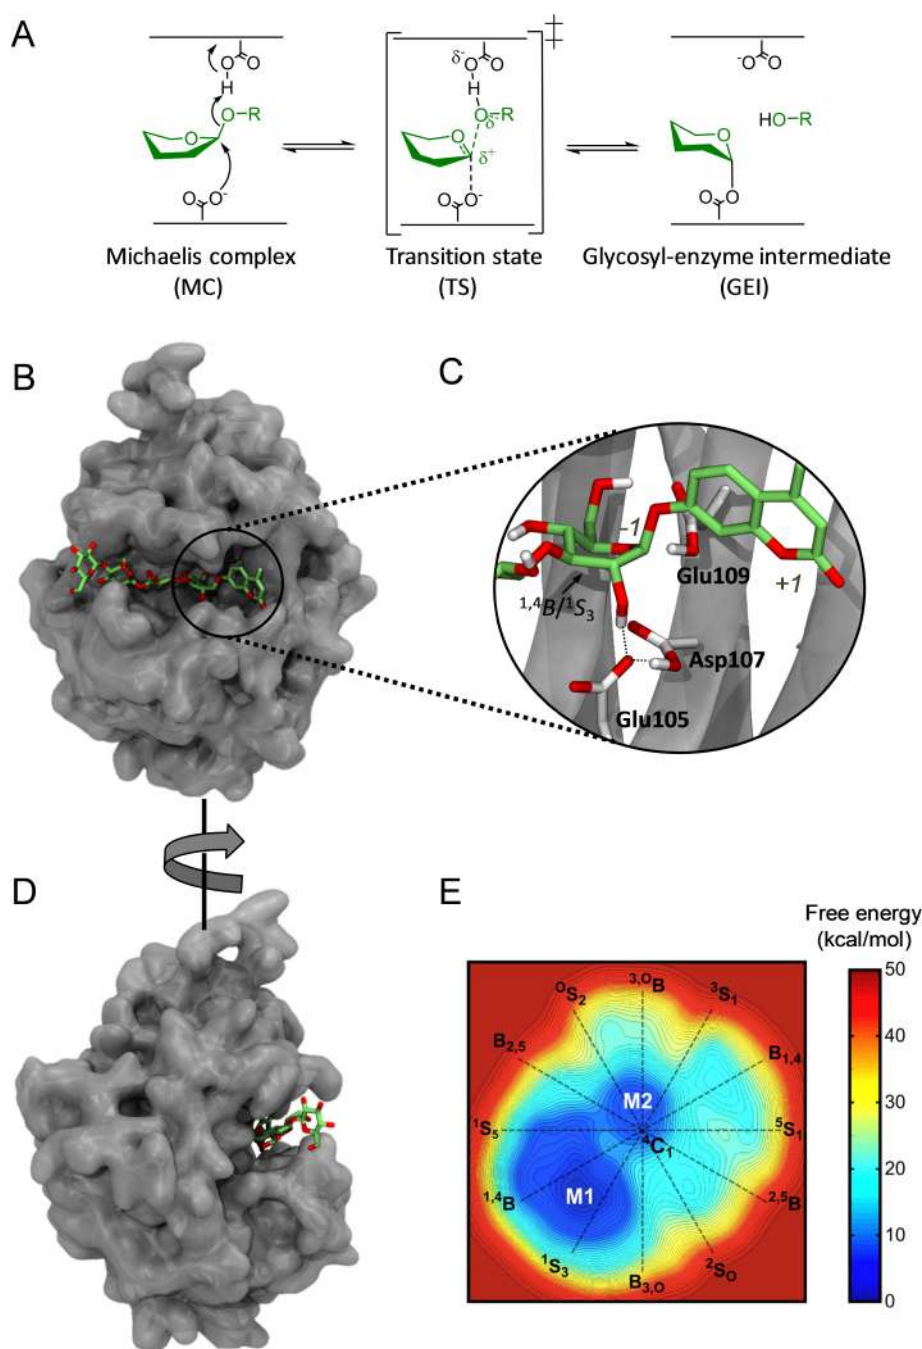 A
δ-
O
O
H
O-R
O
O
O-
O
O
H
O-R
δ-
O
δ+
O
O-
‡
-O
O
HO-R
O
O
O
Michaelis complex
(MC)
Transition state
(TS)
Glycosyl-enzyme intermediate
(GEI)
B
C
-1
Glu109
+1
1,4B/1S3
Asp107
Glu105
D
E
Free energy
(kcal/mol)
50
40
30
20
10
0
3,OB
OS2
3S1
B2,5
B1,4
M2
1S5
4C1
5S1
M1
1,4B
2,5B
1S3
B3,O
2SO